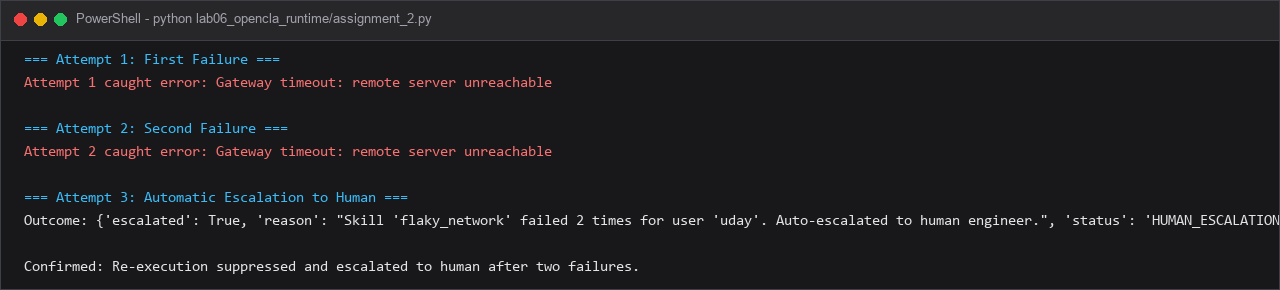 PowerShell - python lab06_opencla_runtime/assignment_2.py
=== Attempt 1: First Failure ===
Attempt 1 caught error: Gateway timeout: remote server unreachable
=== Attempt 2: Second Failure ===
Attempt 2 caught error: Gateway timeout: remote server unreachable
=== Attempt 3: Automatic Escalation to Human ===
Outcome: {'escalated': True, 'reason': "Skill 'flaky_network' failed 2 times for user 'uday'. Auto-escalated to human engineer.", 'status': 'HUMAN_ESCALATION
Confirmed: Re-execution suppressed and escalated to human after two failures.